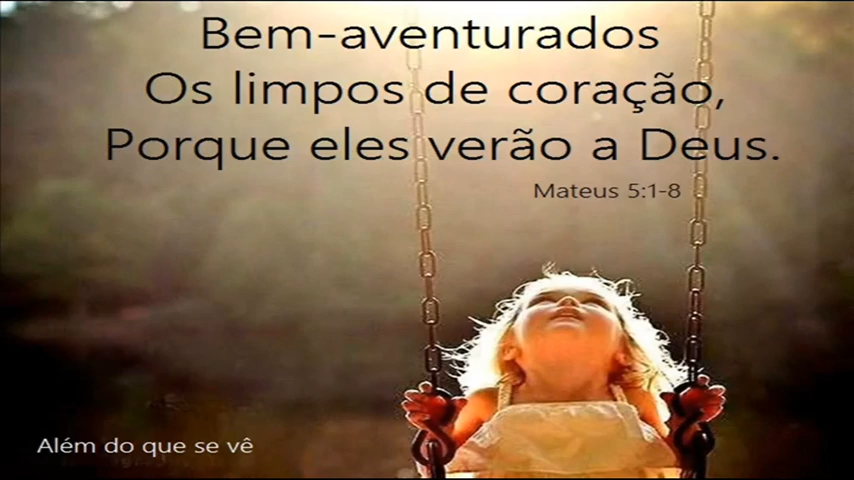 Bem-aventurados
Os limpos de coração,
Porque eles verão a Deus.
Mateus 5:1-8
Além do que se vê